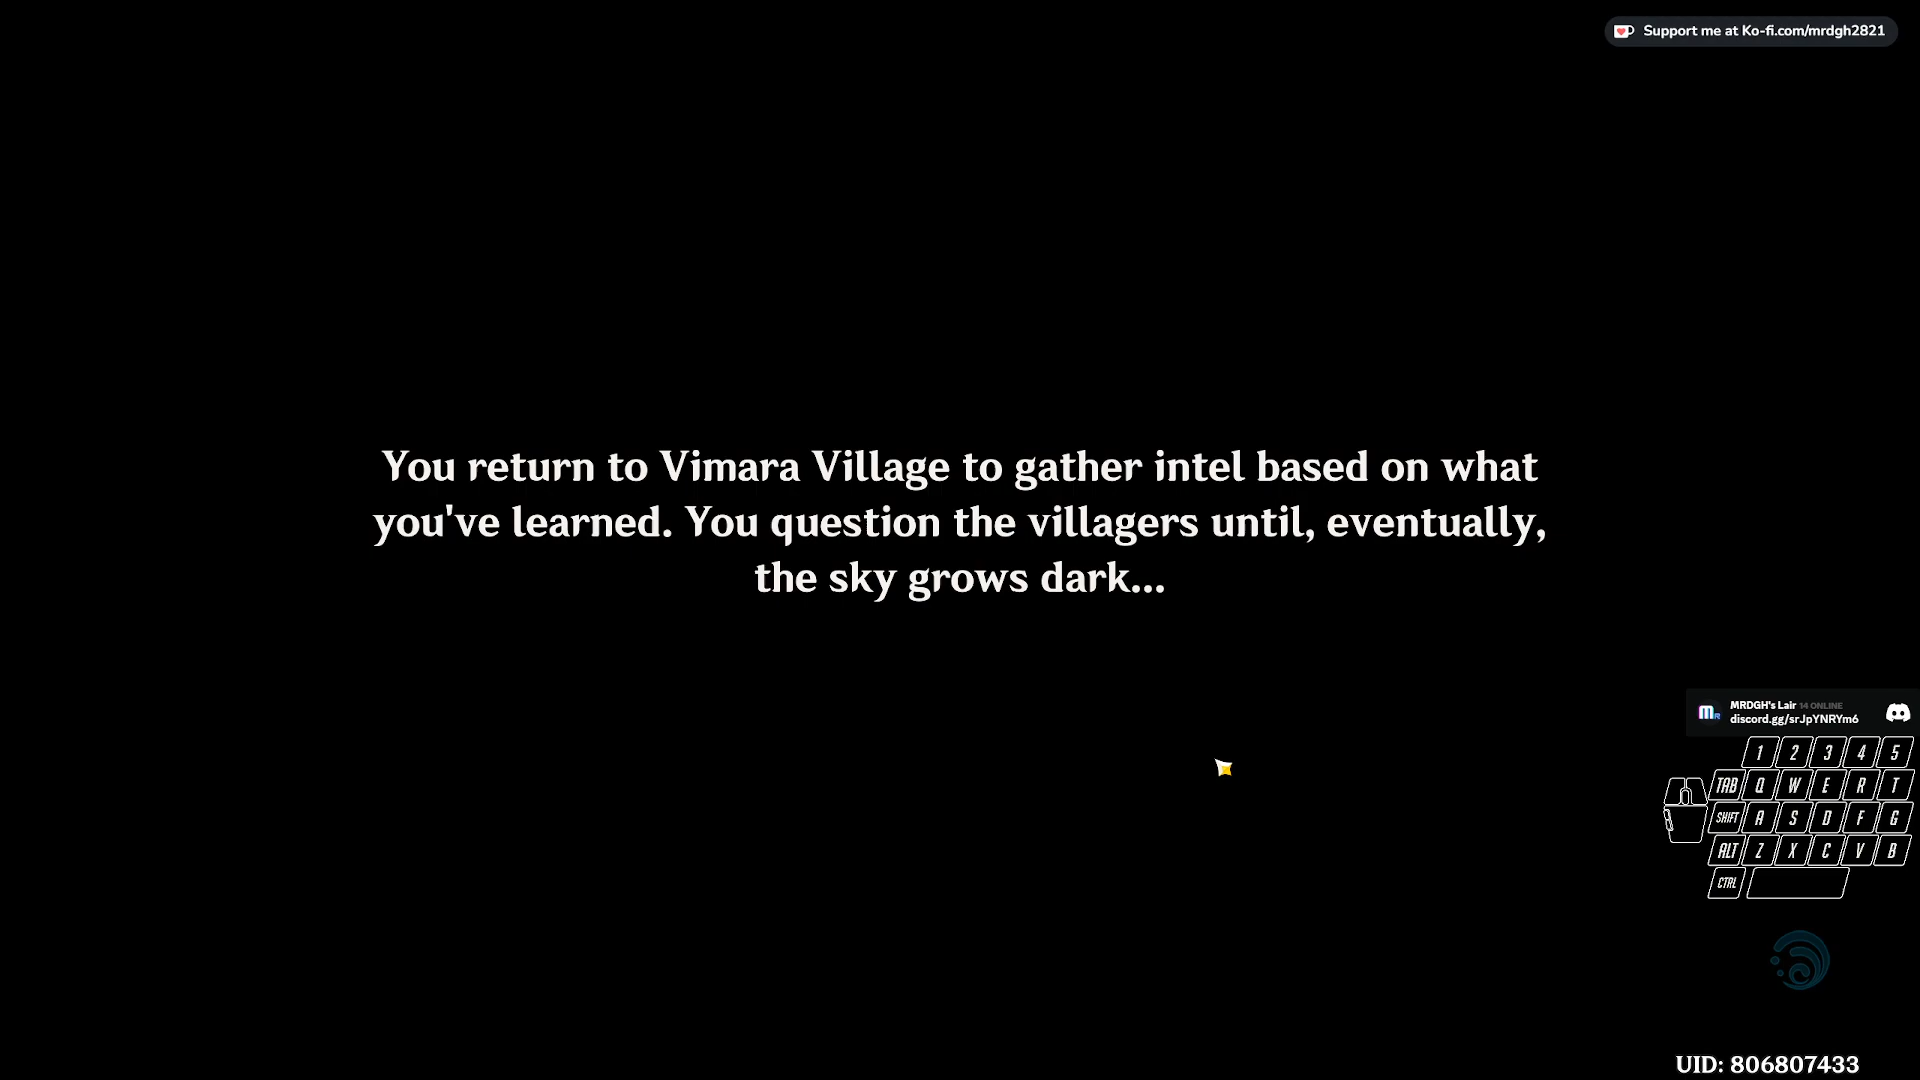 Support me at Ko-fi.com/mrdgh2821
You return to Vimara Village to gather intel based on what
you've learned. You question the villagers until, eventually,
the sky grows dark...
MRDGH's Lair 14 ONLINE
discord.gg/srJpYNRYm6
1 2 3 4 5
TAB Q W E R T
SHIFT A S D F G
ALT Z X C V B
CTRL
UID: 806807433